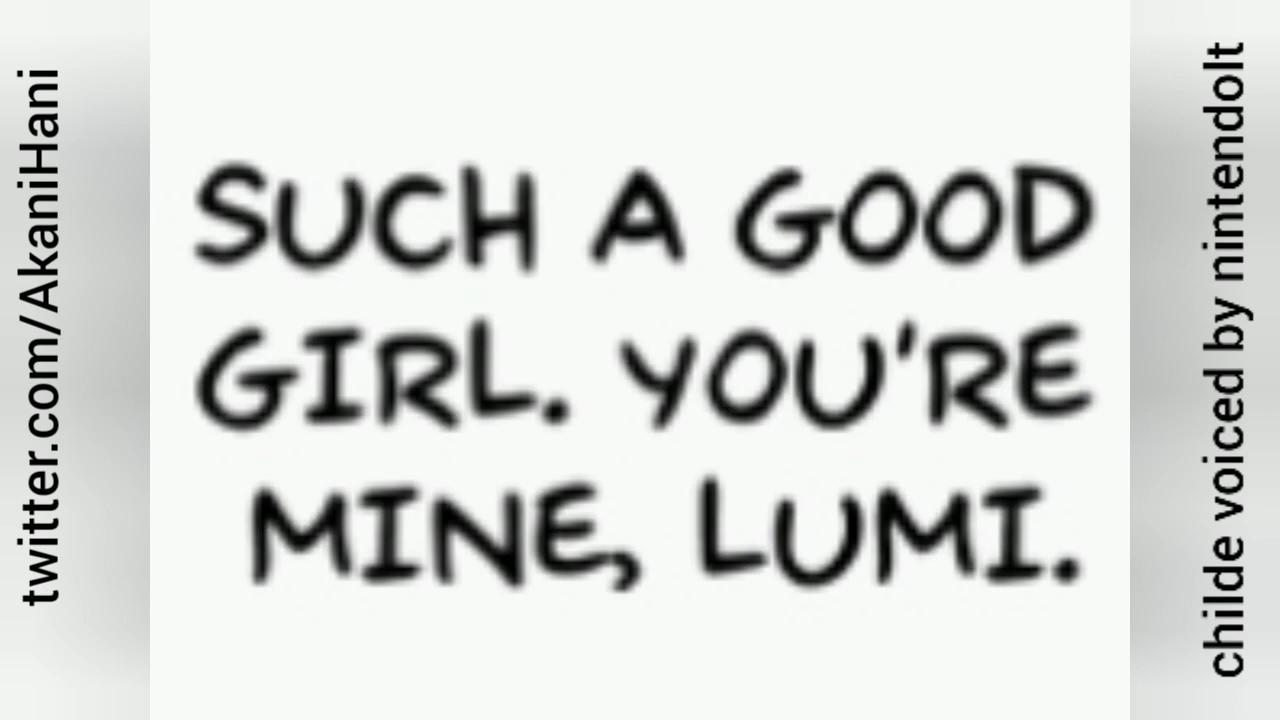 twitter.com/AkaniHani
SUCH A GOOD
GIRL. YOU'RE
MINE, LUMI.
childe voiced by nintendolt